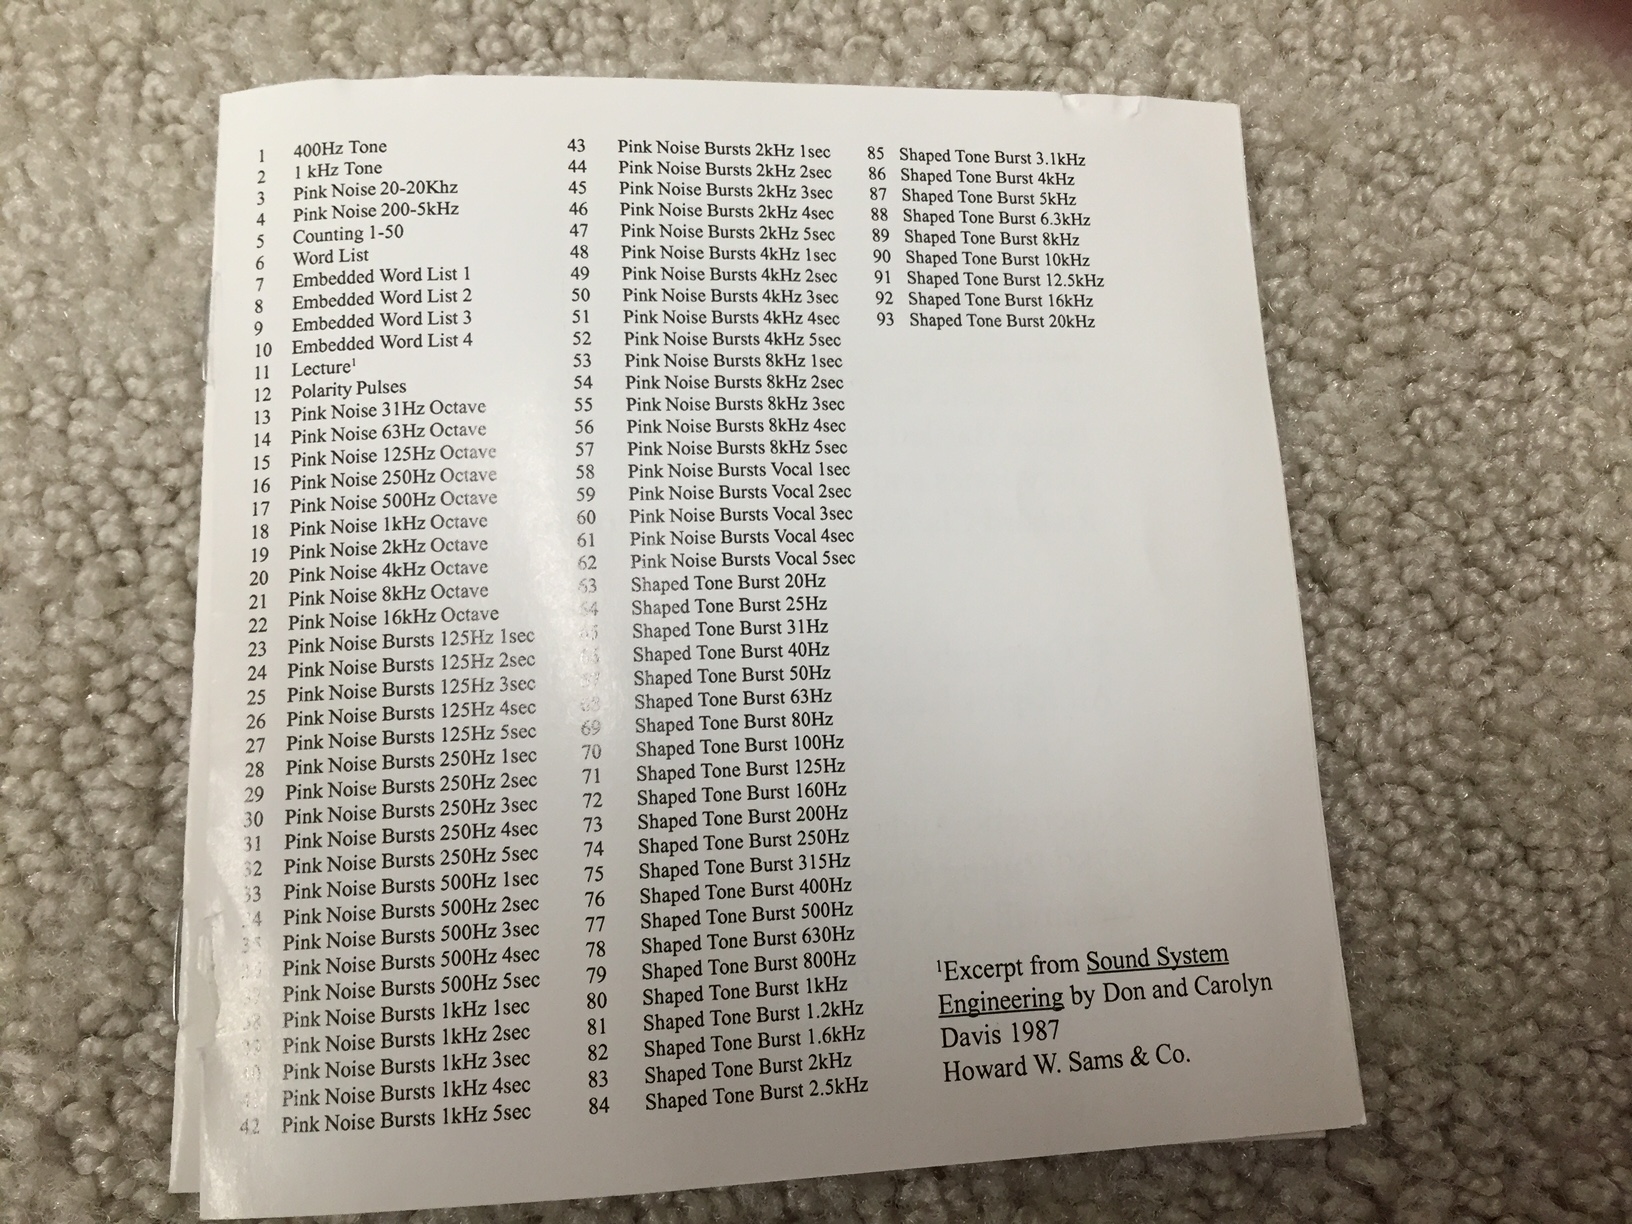 1 400Hz Tone
2 1 kHz Tone
3 Pink Noise 20-20Khz
4 Pink Noise 200-5kHz
5 Counting 1-50
6 Word List
7 Embedded Word List 1
8 Embedded Word List 2
9 Embedded Word List 3
10 Embedded Word List 4
11 Lecture¹
12 Polarity Pulses
13 Pink Noise 31Hz Octave
14 Pink Noise 63Hz Octave
15 Pink Noise 125Hz Octave
16 Pink Noise 250Hz Octave
17 Pink Noise 500Hz Octave
18 Pink Noise 1kHz Octave
19 Pink Noise 2kHz Octave
20 Pink Noise 4kHz Octave
21 Pink Noise 8kHz Octave
22 Pink Noise 16kHz Octave
23 Pink Noise Bursts 125Hz 1sec
24 Pink Noise Bursts 125Hz 2sec
25 Pink Noise Bursts 125Hz 3sec
26 Pink Noise Bursts 125Hz 4sec
27 Pink Noise Bursts 125Hz 5sec
28 Pink Noise Bursts 250Hz 1sec
29 Pink Noise Bursts 250Hz 2sec
30 Pink Noise Bursts 250Hz 3sec
31 Pink Noise Bursts 250Hz 4sec
32 Pink Noise Bursts 250Hz 5sec
33 Pink Noise Bursts 500Hz 1sec
Pink Noise Bursts 500Hz 2sec
Pink Noise Bursts 500Hz 3sec
Pink Noise Bursts 500Hz 4sec
Pink Noise Bursts 500Hz 5sec
Pink Noise Bursts 1kHz 1sec
Pink Noise Bursts 1kHz 2sec
Pink Noise Bursts 1kHz 3sec
Pink Noise Bursts 1kHz 4sec
42 Pink Noise Bursts 1kHz 5sec
43 Pink Noise Bursts 2kHz 1sec
44 Pink Noise Bursts 2kHz 2sec
45 Pink Noise Bursts 2kHz 3sec
46 Pink Noise Bursts 2kHz 4sec
47 Pink Noise Bursts 2kHz 5sec
48 Pink Noise Bursts 4kHz 1sec
49 Pink Noise Bursts 4kHz 2sec
50 Pink Noise Bursts 4kHz 3sec
51 Pink Noise Bursts 4kHz 4sec
52 Pink Noise Bursts 4kHz 5sec
53 Pink Noise Bursts 8kHz 1sec
54 Pink Noise Bursts 8kHz 2sec
55 Pink Noise Bursts 8kHz 3sec
56 Pink Noise Bursts 8kHz 4sec
57 Pink Noise Bursts 8kHz 5sec
58 Pink Noise Bursts Vocal 1sec
59 Pink Noise Bursts Vocal 2sec
60 Pink Noise Bursts Vocal 3sec
61 Pink Noise Bursts Vocal 4sec
62 Pink Noise Bursts Vocal 5sec
63 Shaped Tone Burst 20Hz
Shaped Tone Burst 25Hz
Shaped Tone Burst 31Hz
Shaped Tone Burst 40Hz
Shaped Tone Burst 50Hz
68 Shaped Tone Burst 63Hz
69 Shaped Tone Burst 80Hz
70 Shaped Tone Burst 100Hz
71 Shaped Tone Burst 125Hz
72 Shaped Tone Burst 160Hz
73 Shaped Tone Burst 200Hz
74 Shaped Tone Burst 250Hz
75 Shaped Tone Burst 315Hz
76 Shaped Tone Burst 400Hz
77 Shaped Tone Burst 500Hz
78 Shaped Tone Burst 630Hz
79 Shaped Tone Burst 800Hz
80 Shaped Tone Burst 1kHz
81 Shaped Tone Burst 1.2kHz
82 Shaped Tone Burst 1.6kHz
83 Shaped Tone Burst 2kHz
84 Shaped Tone Burst 2.5kHz
85 Shaped Tone Burst 3.1kHz
86 Shaped Tone Burst 4kHz
87 Shaped Tone Burst 5kHz
88 Shaped Tone Burst 6.3kHz
89 Shaped Tone Burst 8kHz
90 Shaped Tone Burst 10kHz
91 Shaped Tone Burst 12.5kHz
92 Shaped Tone Burst 16kHz
93 Shaped Tone Burst 20kHz
¹Excerpt from Sound System
Engineering by Don and Carolyn
Davis 1987
Howard W. Sams & Co.